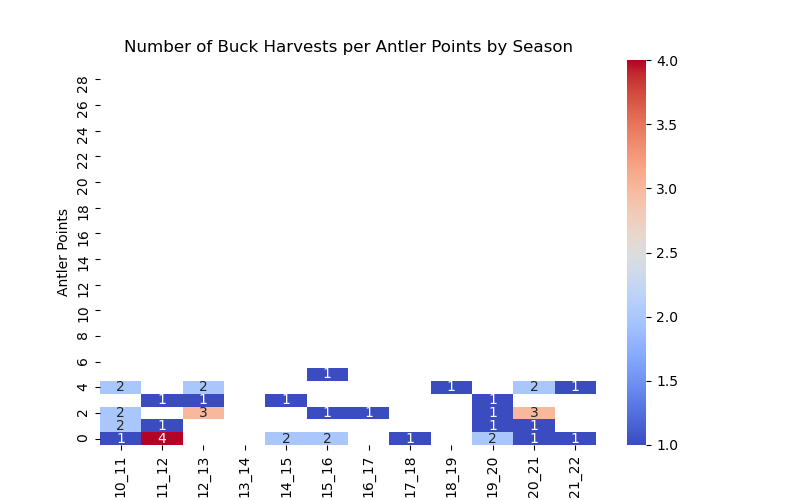 Number of Buck Harvests per Antler Points by Season
Antler Points
28
26
24
22
20
18
16
14
12
10
8
6
4
2
0
1
2 2 1 2 1
1 1 1 1
2 3 1 1 1 3
2 1 1 1
1 4 2 2 1 2 1 1
10_11 11_12 12_13 13_14 14_15 15_16 16_17 17_18 18_19 19_20 20_21 21_22
4.0
3.5
3.0
2.5
2.0
1.5
1.0